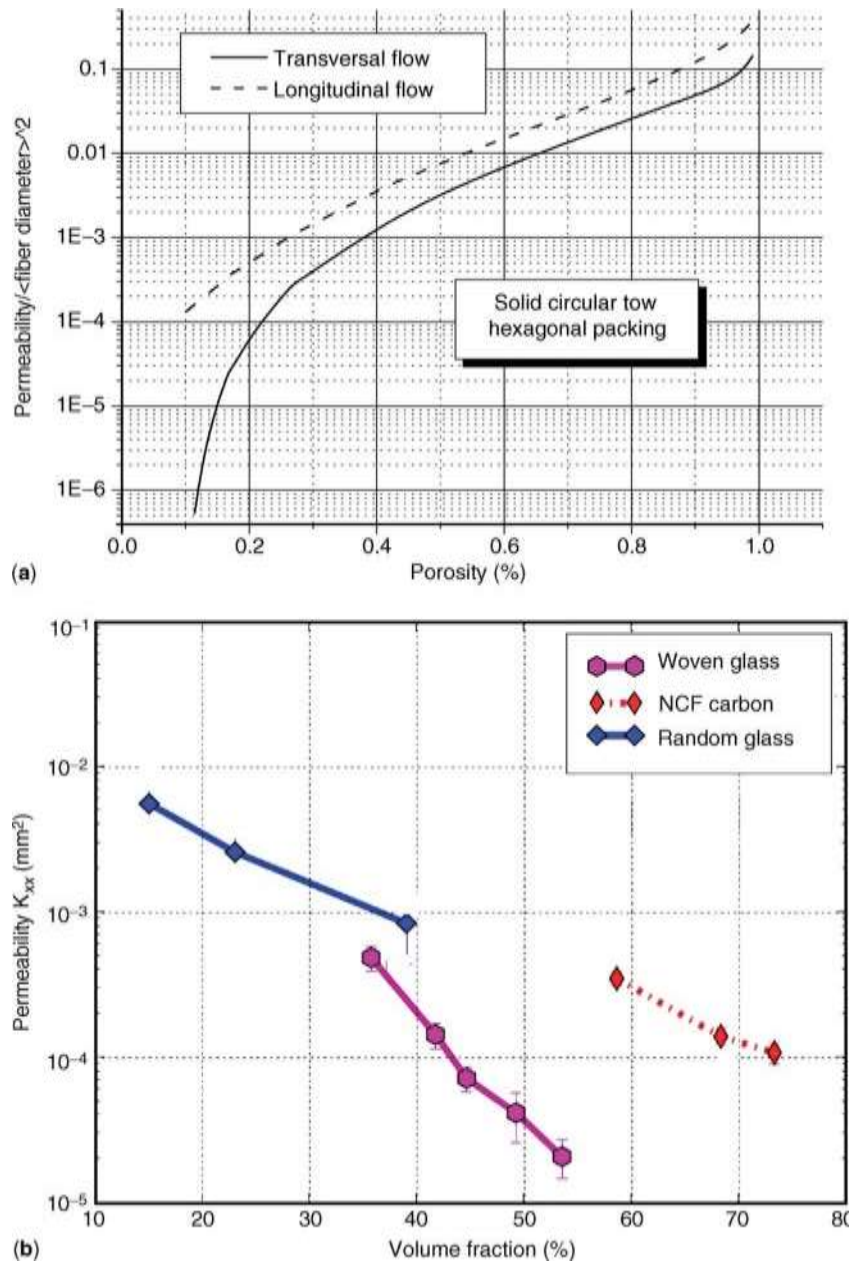 Transversal flow
Longitudinal flow
0.1
0.01
1E−3
1E−4
1E−5
1E−6
Permeability/<fiber diameter>^2
Solid circular tow
hexagonal packing
0.0 0.2 0.4 0.6 0.8 1.0
Porosity (%)
(a)
10⁻¹
10⁻²
10⁻³
10⁻⁴
10⁻⁵
Permeability Kₓₓ (mm²)
Woven glass
NCF carbon
Random glass
10 20 30 40 50 60 70 80
Volume fraction (%)
(b)